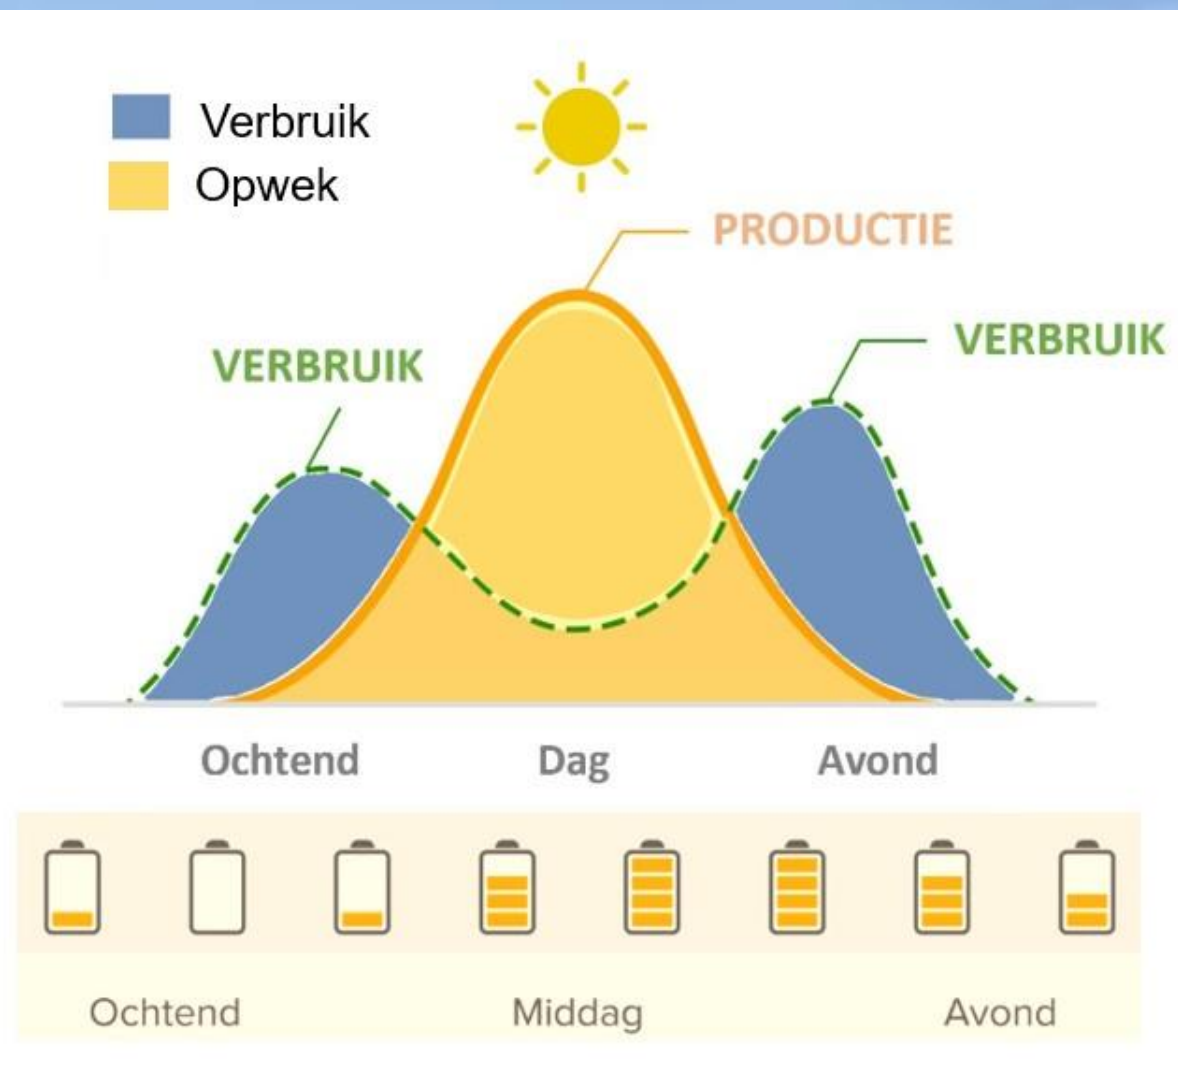 Verbruik
Opwek
PRODUCTIE
VERBRUIK
VERBRUIK
Ochtend Dag Avond
Ochtend Middag Avond